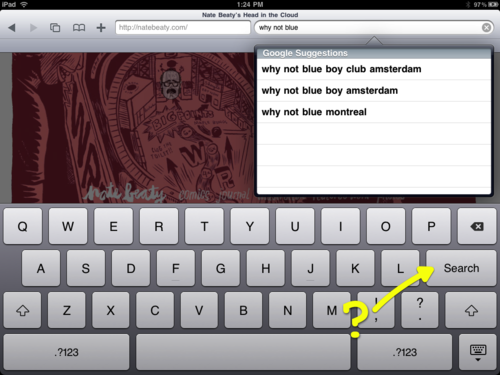 iPad
1:24 PM
97%
Nate Beaty's Head in the Cloud
http://natebeaty.com/
why not blue
Google Suggestions
why not blue boy club amsterdam
why not blue boy amsterdam
why not blue montreal
BIGFOOT
W
nate beaty
comics journal
Q W E R T Y U I O P
A S D F G H J K L Search
Z X C V B N M ! , ? .
?
.?123 .?123